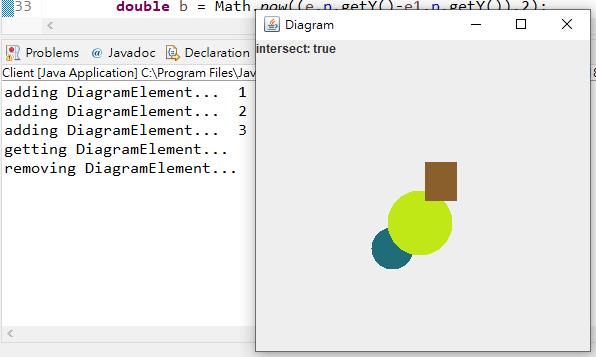 33 double b = Math.pow((e.p.getY()-e1.p.getY()),2);
Diagram
Problems @ Javadoc Declaration
intersect: true
Client [Java Application] C:\Program Files\Jav
adding DiagramElement... 1
adding DiagramElement... 2
adding DiagramElement... 3
getting DiagramElement...
removing DiagramElement...